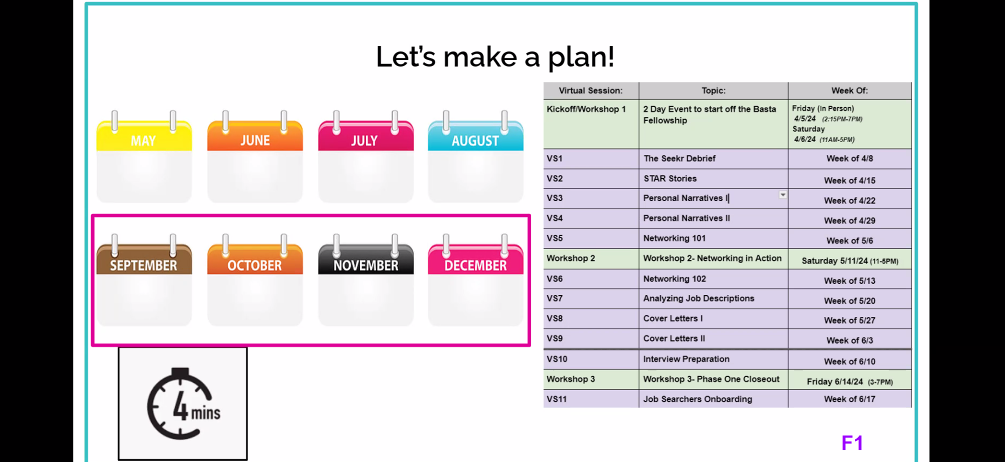 Let's make a plan!
MAY
JUNE
JULY
AUGUST
SEPTEMBER
OCTOBER
NOVEMBER
DECEMBER
4 mins
Virtual Session: Topic: Week Of:
Kickoff/Workshop 1 2 Day Event to start off the Basta Fellowship Friday (In Person) 4/5/24 (2:15PM-7PM) Saturday 4/6/24 (11AM-5PM)
VS1 The Seekr Debrief Week of 4/8
VS2 STAR Stories Week of 4/15
VS3 Personal Narratives I Week of 4/22
VS4 Personal Narratives II Week of 4/29
VS5 Networking 101 Week of 5/6
Workshop 2 Workshop 2- Networking in Action Saturday 5/11/24 (11-5PM)
VS6 Networking 102 Week of 5/13
VS7 Analyzing Job Descriptions Week of 5/20
VS8 Cover Letters I Week of 5/27
VS9 Cover Letters II Week of 6/3
VS10 Interview Preparation Week of 6/10
Workshop 3 Workshop 3- Phase One Closeout Friday 6/14/24 (3-7PM)
VS11 Job Searchers Onboarding Week of 6/17
F1